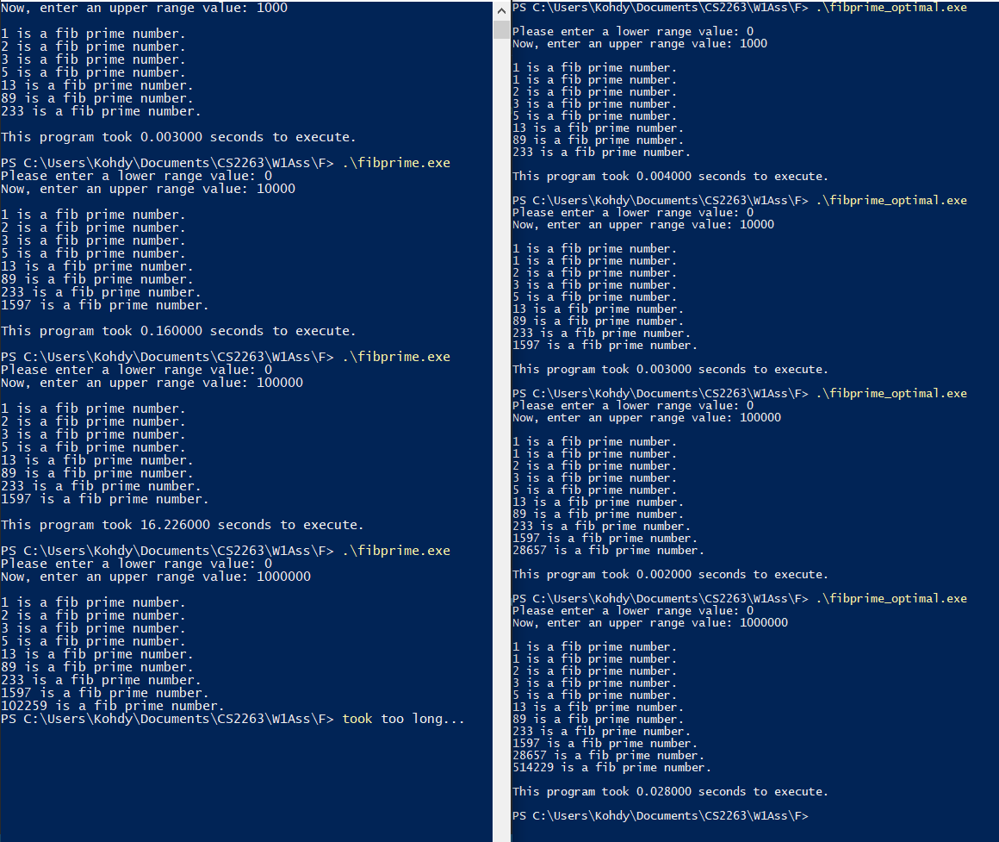 Now, enter an upper range value: 1000
1 is a fib prime number.
2 is a fib prime number.
3 is a fib prime number.
5 is a fib prime number.
13 is a fib prime number.
89 is a fib prime number.
233 is a fib prime number.
This program took 0.003000 seconds to execute.
PS C:\Users\Kohdy\Documents\CS2263\W1Ass\F> .\fibprime.exe
Please enter a lower range value: 0
Now, enter an upper range value: 10000
1 is a fib prime number.
2 is a fib prime number.
3 is a fib prime number.
5 is a fib prime number.
13 is a fib prime number.
89 is a fib prime number.
233 is a fib prime number.
1597 is a fib prime number.
This program took 0.160000 seconds to execute.
PS C:\Users\Kohdy\Documents\CS2263\W1Ass\F> .\fibprime.exe
Please enter a lower range value: 0
Now, enter an upper range value: 100000
1 is a fib prime number.
2 is a fib prime number.
3 is a fib prime number.
5 is a fib prime number.
13 is a fib prime number.
89 is a fib prime number.
233 is a fib prime number.
1597 is a fib prime number.
This program took 16.226000 seconds to execute.
PS C:\Users\Kohdy\Documents\CS2263\W1Ass\F> .\fibprime.exe
Please enter a lower range value: 0
Now, enter an upper range value: 1000000
1 is a fib prime number.
2 is a fib prime number.
3 is a fib prime number.
5 is a fib prime number.
13 is a fib prime number.
89 is a fib prime number.
233 is a fib prime number.
1597 is a fib prime number.
102259 is a fib prime number.
PS C:\Users\Kohdy\Documents\CS2263\W1Ass\F> took too long...
PS C:\Users\Kohdy\Documents\CS2263\W1Ass\F> .\fibprime_optimal.exe
Please enter a lower range value: 0
Now, enter an upper range value: 1000
1 is a fib prime number.
1 is a fib prime number.
2 is a fib prime number.
3 is a fib prime number.
5 is a fib prime number.
13 is a fib prime number.
89 is a fib prime number.
233 is a fib prime number.
This program took 0.004000 seconds to execute.
PS C:\Users\Kohdy\Documents\CS2263\W1Ass\F> .\fibprime_optimal.exe
Please enter a lower range value: 0
Now, enter an upper range value: 10000
1 is a fib prime number.
1 is a fib prime number.
2 is a fib prime number.
3 is a fib prime number.
5 is a fib prime number.
13 is a fib prime number.
89 is a fib prime number.
233 is a fib prime number.
1597 is a fib prime number.
This program took 0.003000 seconds to execute.
PS C:\Users\Kohdy\Documents\CS2263\W1Ass\F> .\fibprime_optimal.exe
Please enter a lower range value: 0
Now, enter an upper range value: 100000
1 is a fib prime number.
1 is a fib prime number.
2 is a fib prime number.
3 is a fib prime number.
5 is a fib prime number.
13 is a fib prime number.
89 is a fib prime number.
233 is a fib prime number.
1597 is a fib prime number.
28657 is a fib prime number.
This program took 0.002000 seconds to execute.
PS C:\Users\Kohdy\Documents\CS2263\W1Ass\F> .\fibprime_optimal.exe
Please enter a lower range value: 0
Now, enter an upper range value: 1000000
1 is a fib prime number.
1 is a fib prime number.
2 is a fib prime number.
3 is a fib prime number.
5 is a fib prime number.
13 is a fib prime number.
89 is a fib prime number.
233 is a fib prime number.
1597 is a fib prime number.
28657 is a fib prime number.
514229 is a fib prime number.
This program took 0.028000 seconds to execute.
PS C:\Users\Kohdy\Documents\CS2263\W1Ass\F>